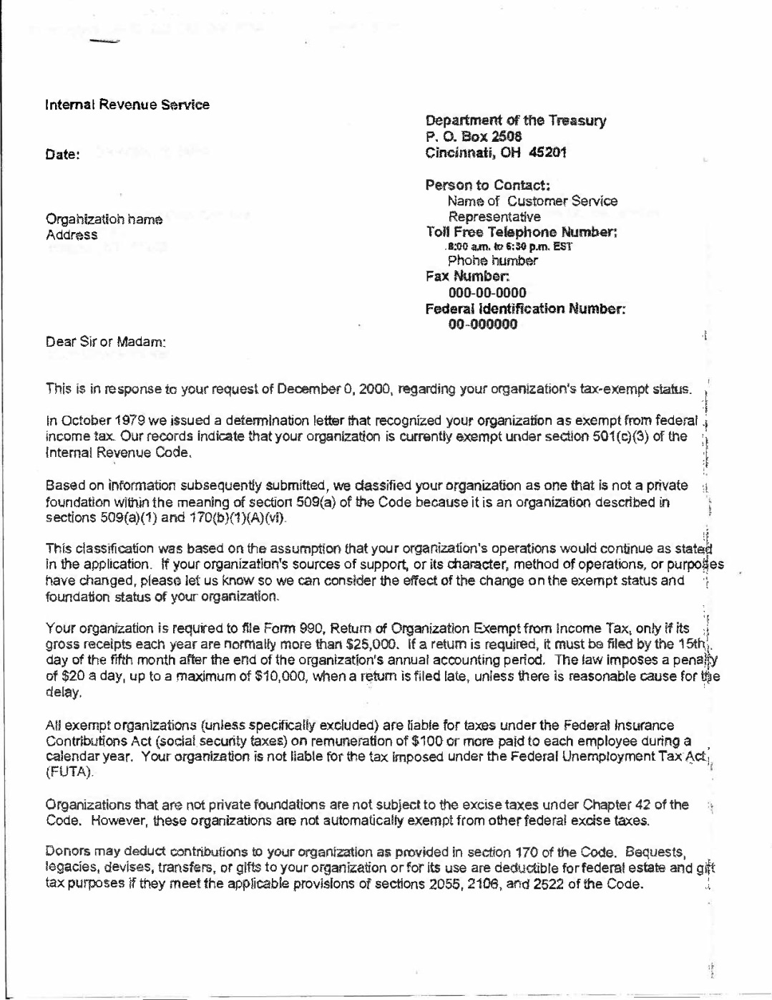 Internal Revenue Service
Department of the Treasury
P. O. Box 2508
Cincinnati, OH 45201
Date:
Person to Contact:
Name of Customer Service
Representative
Toll Free Telephone Number:
8:00 a.m. to 6:30 p.m. EST
Phone number
Fax Number:
000-00-0000
Federal Identification Number:
00-000000
Organization name
Address
Dear Sir or Madam:
This is in response to your request of December 0, 2000, regarding your organization's tax-exempt status.
In October 1979 we issued a determination letter that recognized your organization as exempt from federal
income tax. Our records indicate that your organization is currently exempt under section 501(c)(3) of the
Internal Revenue Code.
Based on information subsequently submitted, we classified your organization as one that is not a private
foundation within the meaning of section 509(a) of the Code because it is an organization described in
sections 509(a)(1) and 170(b)(1)(A)(vi).
This classification was based on the assumption that your organization's operations would continue as stated
in the application. If your organization's sources of support, or its character, method of operations, or purposes
have changed, please let us know so we can consider the effect of the change on the exempt status and
foundation status of your organization.
Your organization is required to file Form 990, Return of Organization Exempt from Income Tax, only if its
gross receipts each year are normally more than $25,000. If a return is required, it must be filed by the 15th
day of the fifth month after the end of the organization's annual accounting period. The law imposes a penalty
of $20 a day, up to a maximum of $10,000, when a return is filed late, unless there is reasonable cause for the
delay.
All exempt organizations (unless specifically excluded) are liable for taxes under the Federal Insurance
Contributions Act (social security taxes) on remuneration of $100 or more paid to each employee during a
calendar year. Your organization is not liable for the tax imposed under the Federal Unemployment Tax Act
(FUTA).
Organizations that are not private foundations are not subject to the excise taxes under Chapter 42 of the
Code. However, these organizations are not automatically exempt from other federal excise taxes.
Donors may deduct contributions to your organization as provided in section 170 of the Code. Bequests,
legacies, devises, transfers, or gifts to your organization or for its use are deductible for federal estate and gift
tax purposes if they meet the applicable provisions of sections 2055, 2106, and 2522 of the Code.